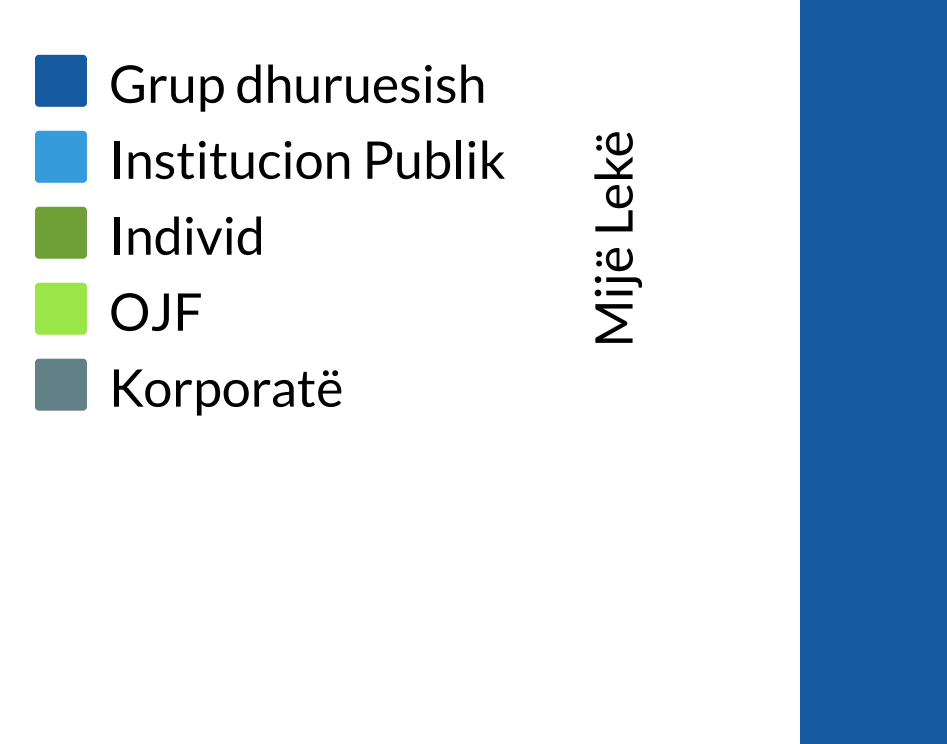 Grup dhuruesish
Institucion Publik
Individ
OJF
Korporatë
Mijë Lekë